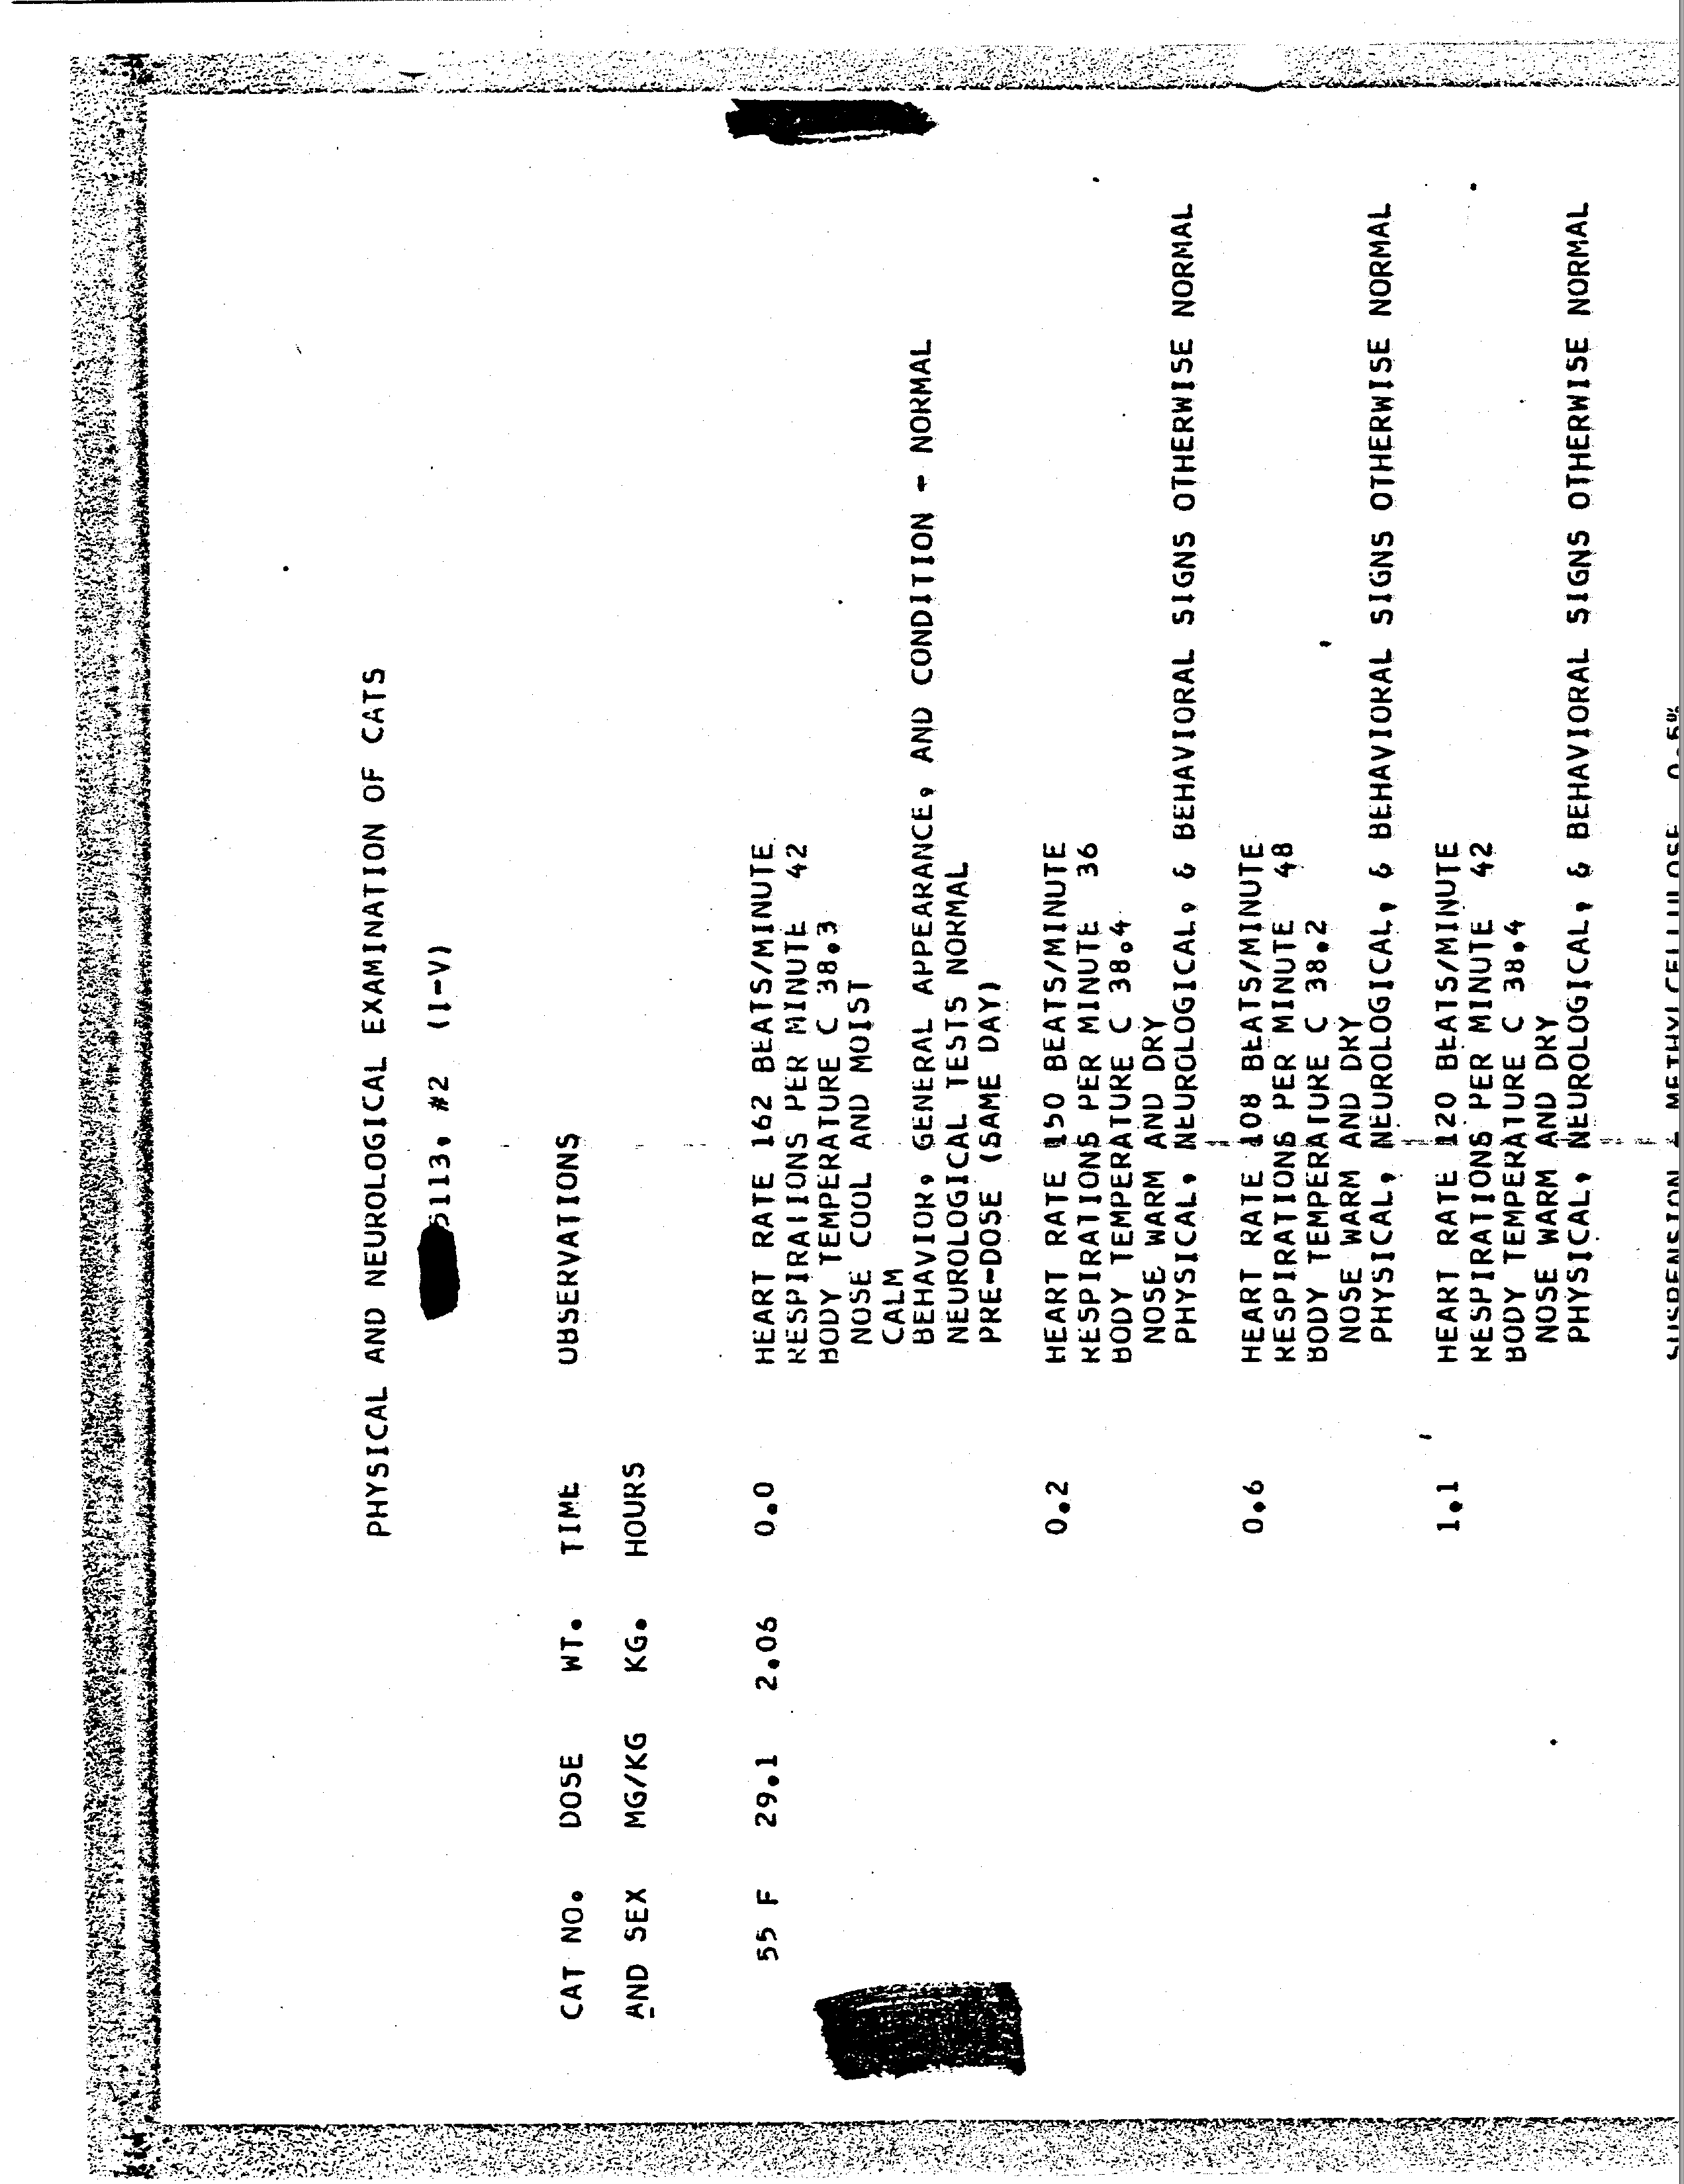 PHYSICAL AND NEUROLOGICAL EXAMINATION OF CATS
5113, #2 (I-V)
CAT NO. DOSE WT. TIME OBSERVATIONS
AND SEX MG/KG KG. HOURS
55 F 29.1 2.06 0.0 HEART RATE 162 BEATS/MINUTE
RESPIRATIONS PER MINUTE 42
BODY TEMPERATURE C 38.3
NOSE COOL AND MOIST
CALM
BEHAVIOR, GENERAL APPEARANCE, AND CONDITION - NORMAL
NEUROLOGICAL TESTS NORMAL
PRE-DOSE (SAME DAY)
0.2 HEART RATE 150 BEATS/MINUTE
RESPIRATIONS PER MINUTE 36
BODY TEMPERATURE C 38.4
NOSE WARM AND DRY
PHYSICAL, NEUROLOGICAL, & BEHAVIORAL SIGNS OTHERWISE NORMAL
0.6 HEART RATE 108 BEATS/MINUTE
RESPIRATIONS PER MINUTE 48
BODY TEMPERATURE C 38.2
NOSE WARM AND DRY
PHYSICAL, NEUROLOGICAL, & BEHAVIORAL SIGNS OTHERWISE NORMAL
1.1 HEART RATE 120 BEATS/MINUTE
RESPIRATIONS PER MINUTE 42
BODY TEMPERATURE C 38.4
NOSE WARM AND DRY
PHYSICAL, NEUROLOGICAL, & BEHAVIORAL SIGNS OTHERWISE NORMAL
SUSPENSION METHYLCELLULOSE 0.5%